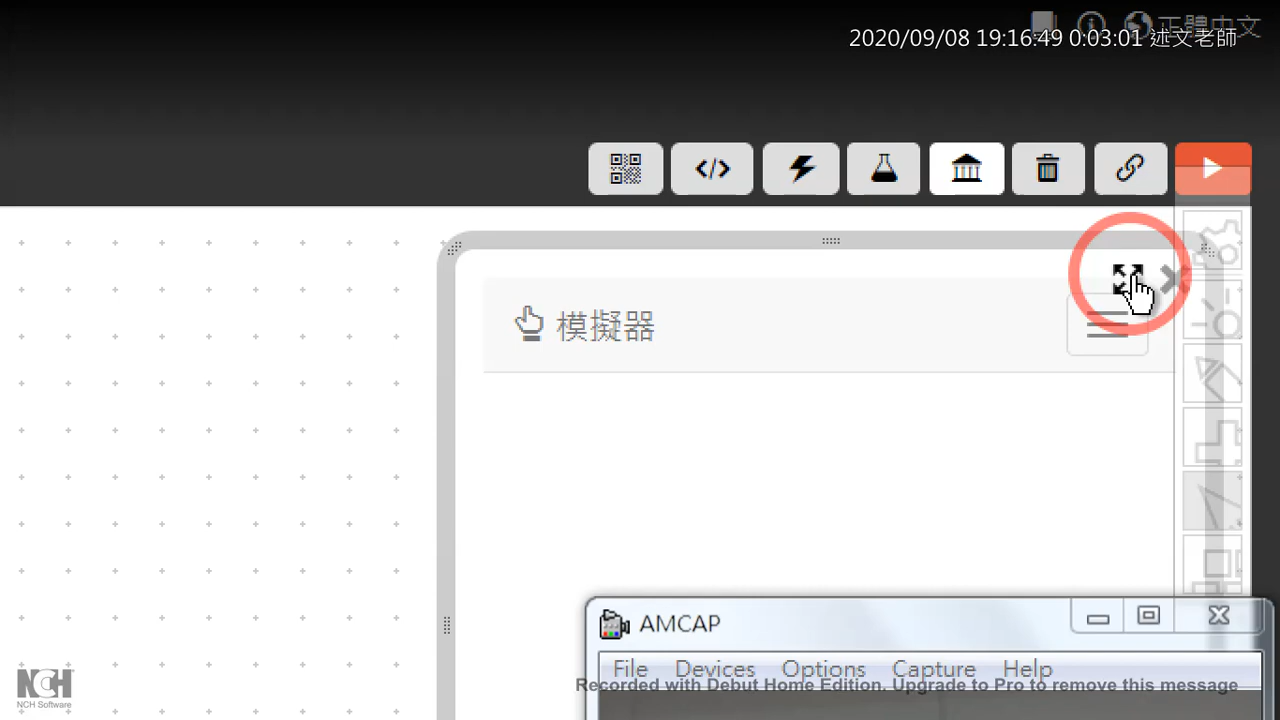 正體中文
2020/09/08 19:16:49 0:03:01 述文老師
模擬器
AMCAP
File Devices Options Capture Help
Recorded with Debut Home Edition. Upgrade to Pro to remove this message
NCH
NCH Software